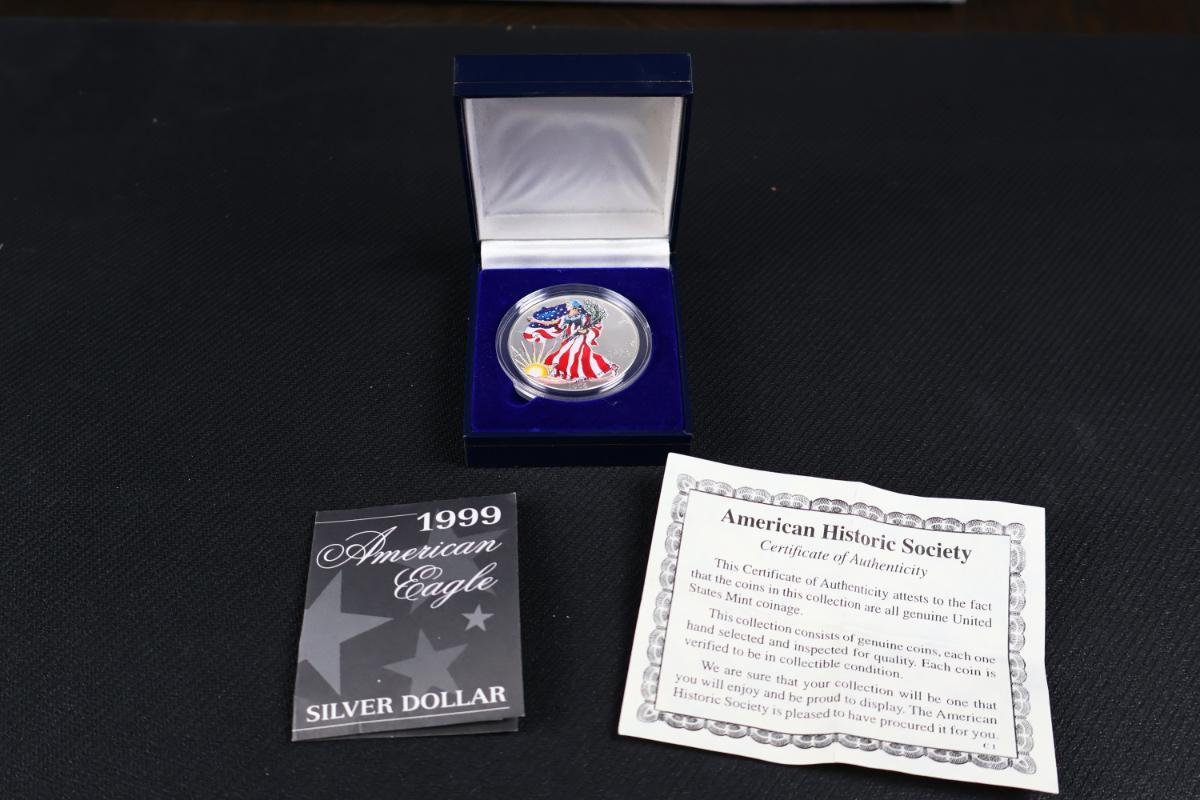 1999
American
Eagle
SILVER DOLLAR
American Historic Society
Certificate of Authenticity
This Certificate of Authenticity attests to the fact
that the coins in this collection are all genuine United
States Mint coinage.
This collection consists of genuine coins, each one
hand selected and inspected for quality. Each coin is
verified to be in collectible condition.
We are sure that your collection will be one that
you will enjoy and be proud to display. The American
Historic Society is pleased to have procured it for you.
C1